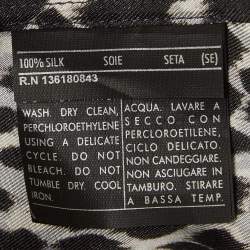 100% SILK SOIE SETA (SE)
R.N 136180843
WASH. DRY CLEAN,
PERCHLOROETHYLENE
USING A DELICATE
CYCLE. DO NOT
BLEACH. DO NOT
TUMBLE DRY. COOL
IRON.
ACQUA. LAVARE A
SECCO CON
PERCLOROETILENE,
CICLO DELICATO.
NON CANDEGGIARE.
NON ASCIUGARE IN
TAMBURO. STIRARE
A BASSA TEMP.